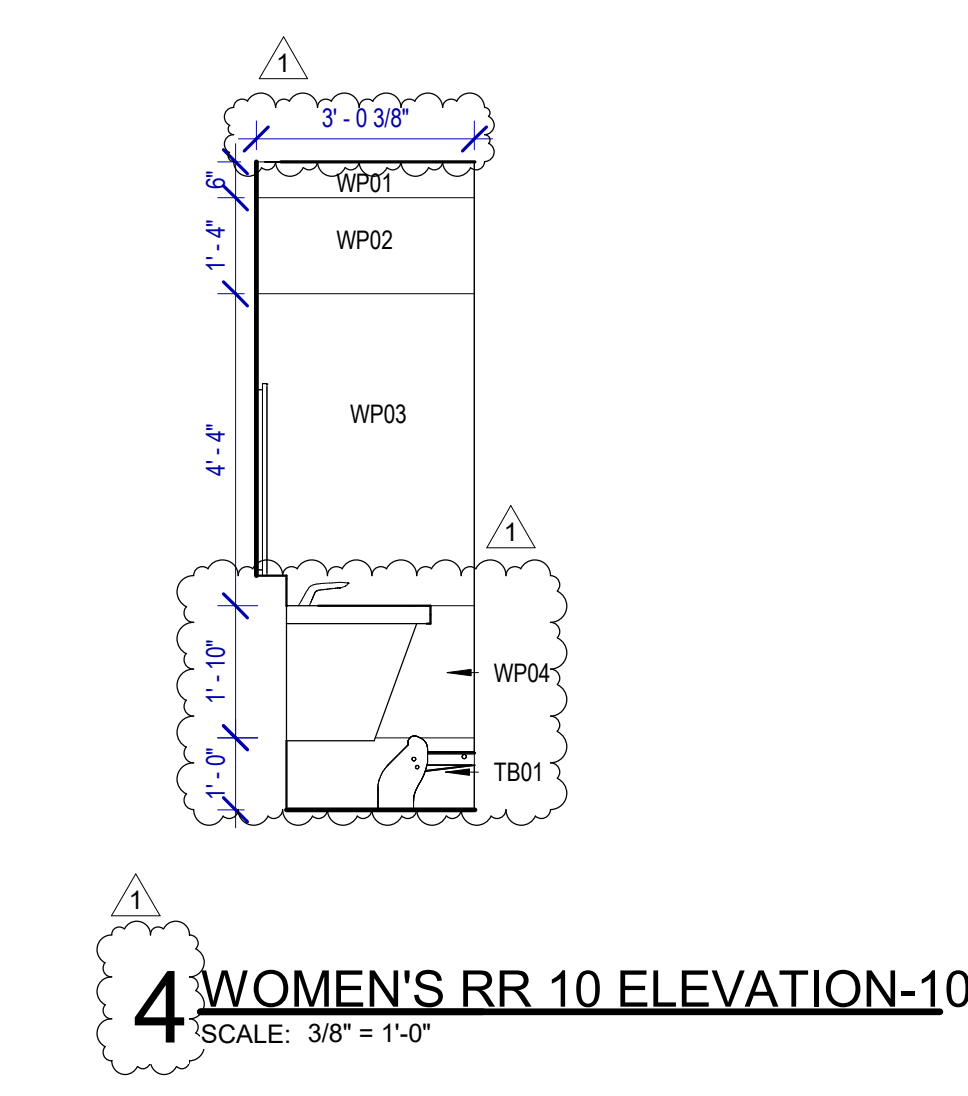 1
3' - 0 3/8"
6"
WP01
1' - 4"
WP02
4' - 4"
WP03
1
1' - 10"
WP04
1' - 0"
TB01
1
4 WOMEN'S RR 10 ELEVATION-10
SCALE: 3/8" = 1'-0"